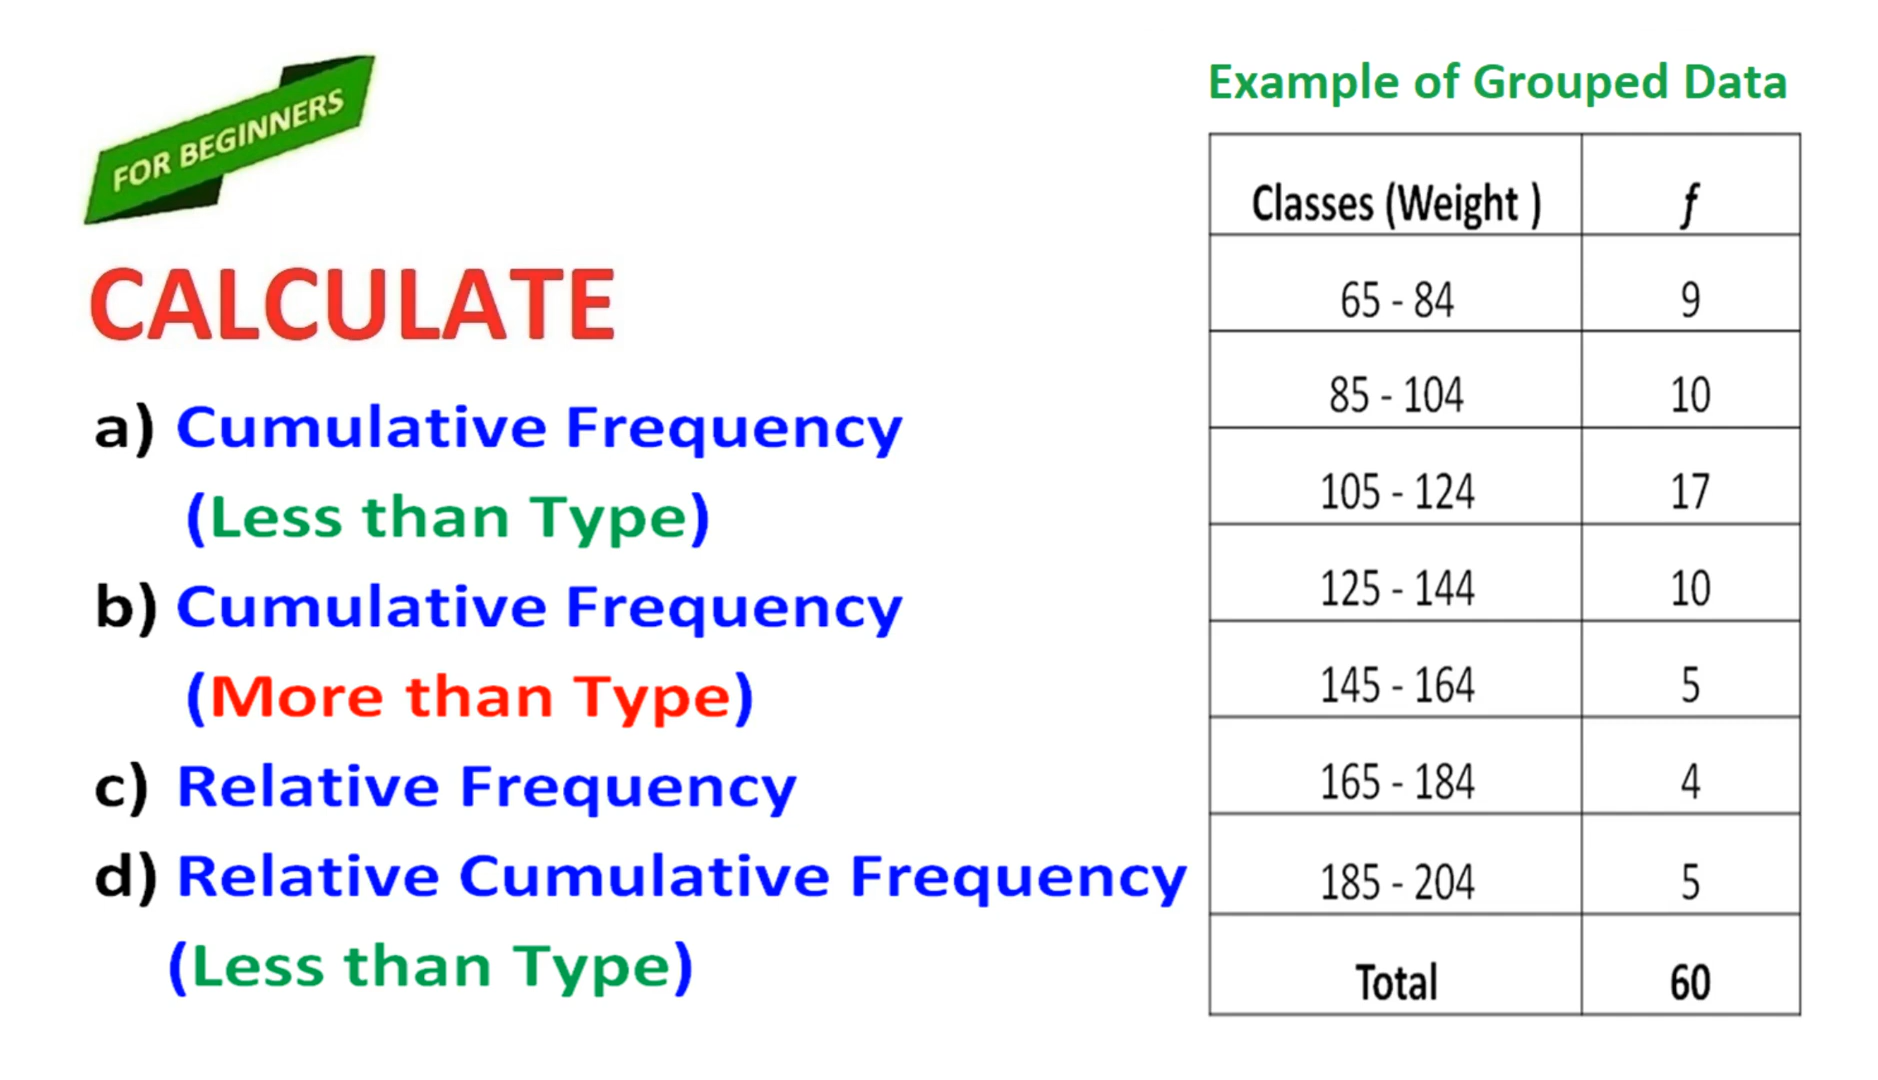 FOR BEGINNERS
CALCULATE
a) Cumulative Frequency
(Less than Type)
b) Cumulative Frequency
(More than Type)
c) Relative Frequency
d) Relative Cumulative Frequency
(Less than Type)
Example of Grouped Data
Classes (Weight ) f
65 - 84 9
85 - 104 10
105 - 124 17
125 - 144 10
145 - 164 5
165 - 184 4
185 - 204 5
Total 60